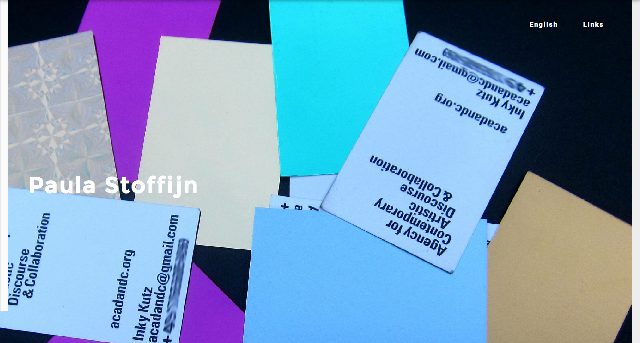 English
Links
Paula Stoffijn
+
acadandc@gmail.com
Inky Kutz
acadandc.org
Agency for
Contemporary
Artistic
Discourse
& Collaboration
Discourse
& Collaboration
acadandc.org
Inky Kutz
acadandc@gmail.com
+